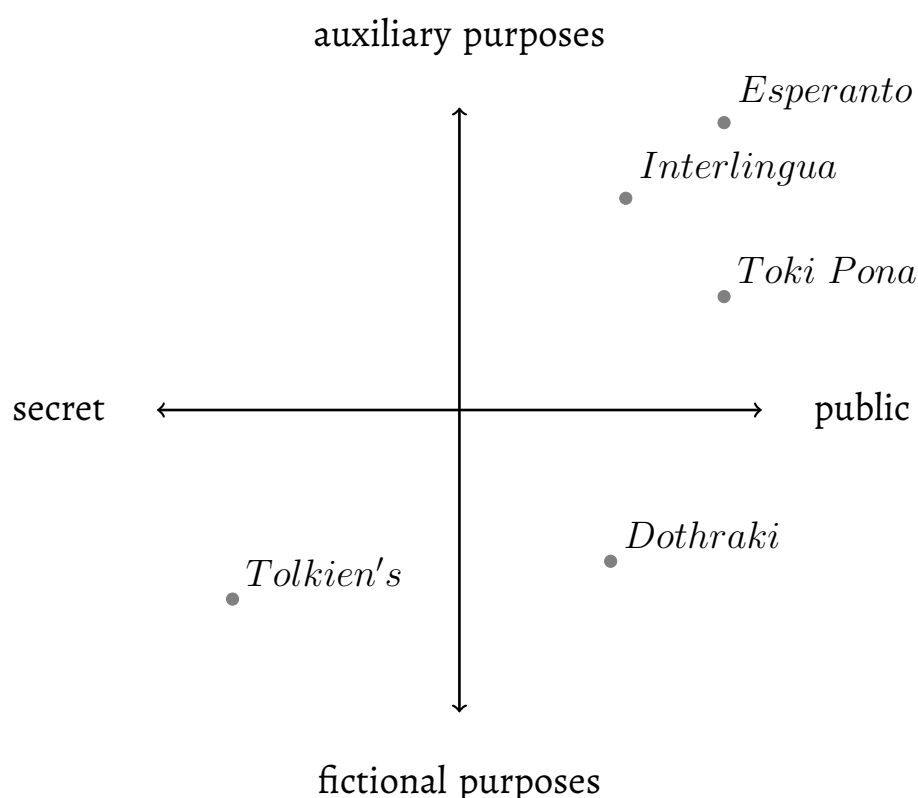 auxiliary purposes
Esperanto
Interlingua
Toki Pona
secret
public
Dothraki
Tolkien's
fictional purposes